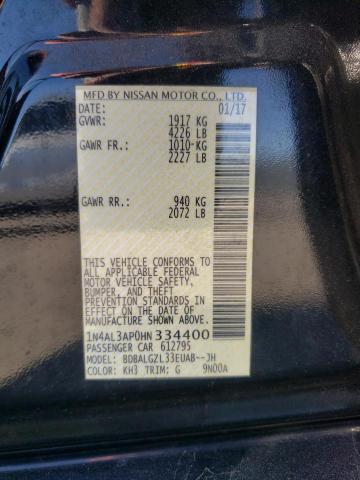 MFD BY NISSAN MOTOR CO., LTD.
DATE: 01/17
GVWR: 1917 KG
4226 LB
GAWR FR.: 1010 KG
2227 LB
GAWR RR.: 940 KG
2072 LB
THIS VEHICLE CONFORMS TO
ALL APPLICABLE FEDERAL
MOTOR VEHICLE SAFETY,
BUMPER, AND THEFT
PREVENTION STANDARDS IN
EFFECT ON THE DATE OF
MANUFACTURE SHOWN ABOVE.
1N4AL3AP0HN 334400
PASSENGER CAR 612795
MODEL: BDBALGZL33EUAB--JH
COLOR: KH3 TRIM: G 9N00A